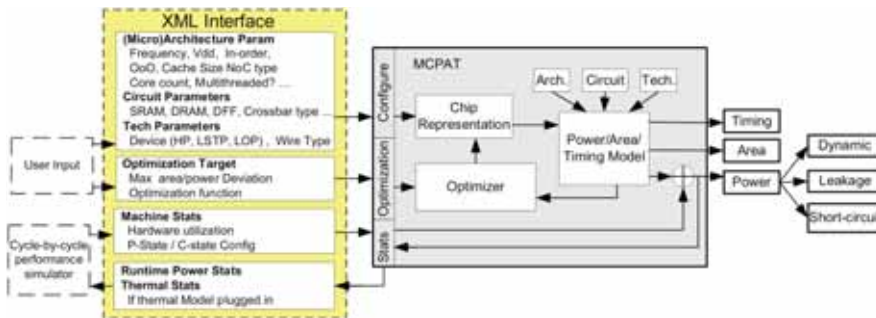 XML Interface
(Micro)Architecture Param
Frequency, Vdd, In-order,
OoO, Cache Size NoC type
Core count, Multithreaded? ...
Circuit Parameters
SRAM, DRAM, DFF, Crossbar type ...
Tech Parameters
Device (HP, LSTP, LOP) , Wire Type
Optimization Target
Max area/power Deviation
Optimization function
Machine Stats
Hardware utilization
P-State / C-state Config
Runtime Power Stats
Thermal Stats
If thermal Model plugged in
User Input
Cycle-by-cycle
performance
simulator
MCPAT
Configure
Optimization
Stats
Chip
Representation
Optimizer
Arch.
Circuit
Tech.
Power/Area/
Timing Model
Timing
Area
Power
Dynamic
Leakage
Short-circuit